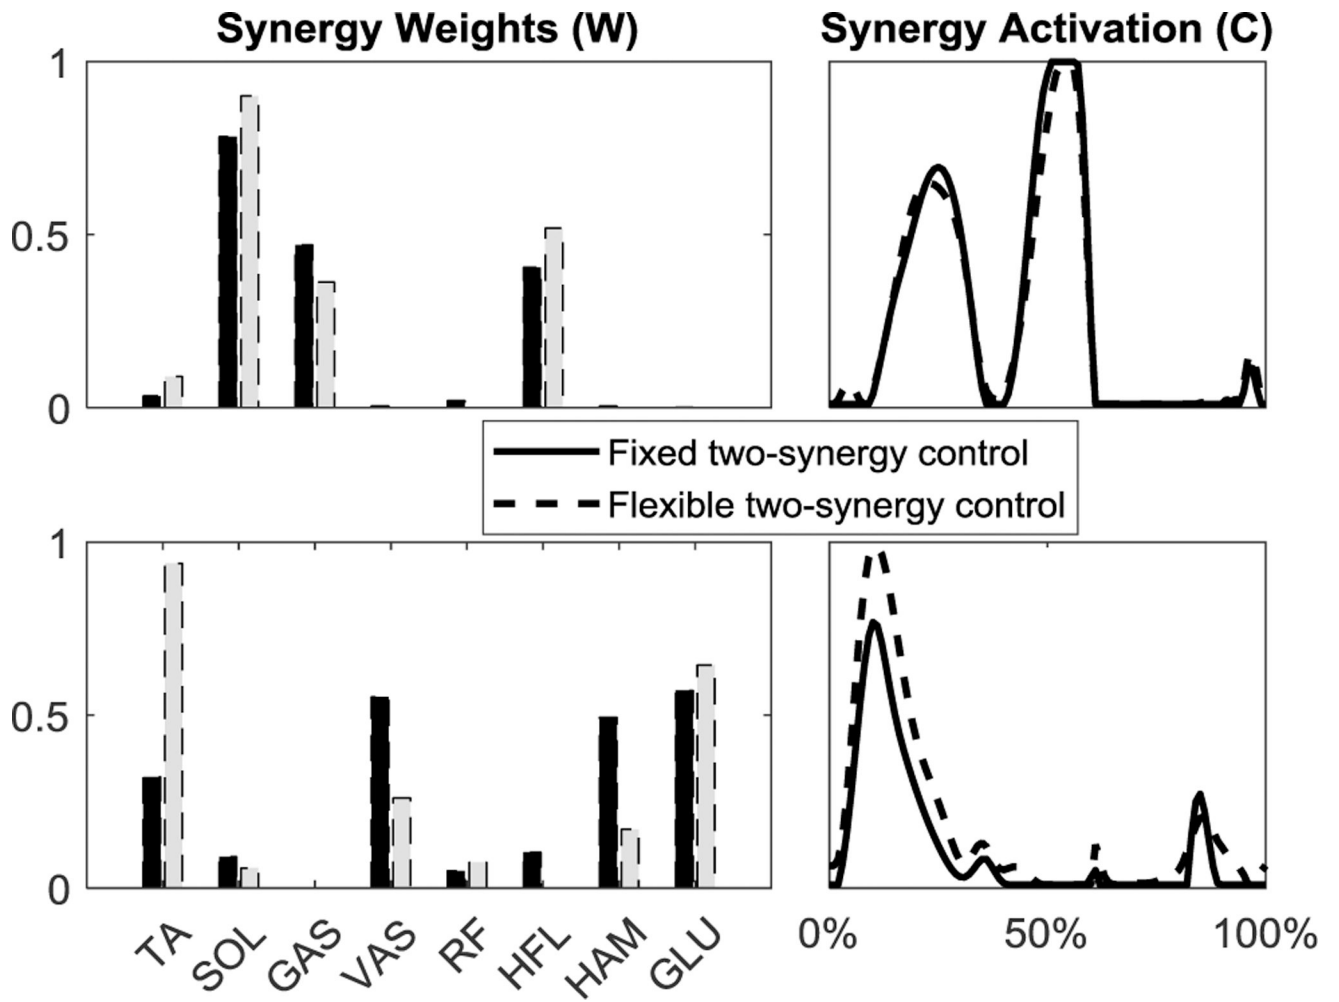 Synergy Weights (W)
Synergy Activation (C)
1
0.5
0
Fixed two-synergy control
Flexible two-synergy control
1
0.5
0
TA
SOL
GAS
VAS
RF
HFL
HAM
GLU
0%
50%
100%